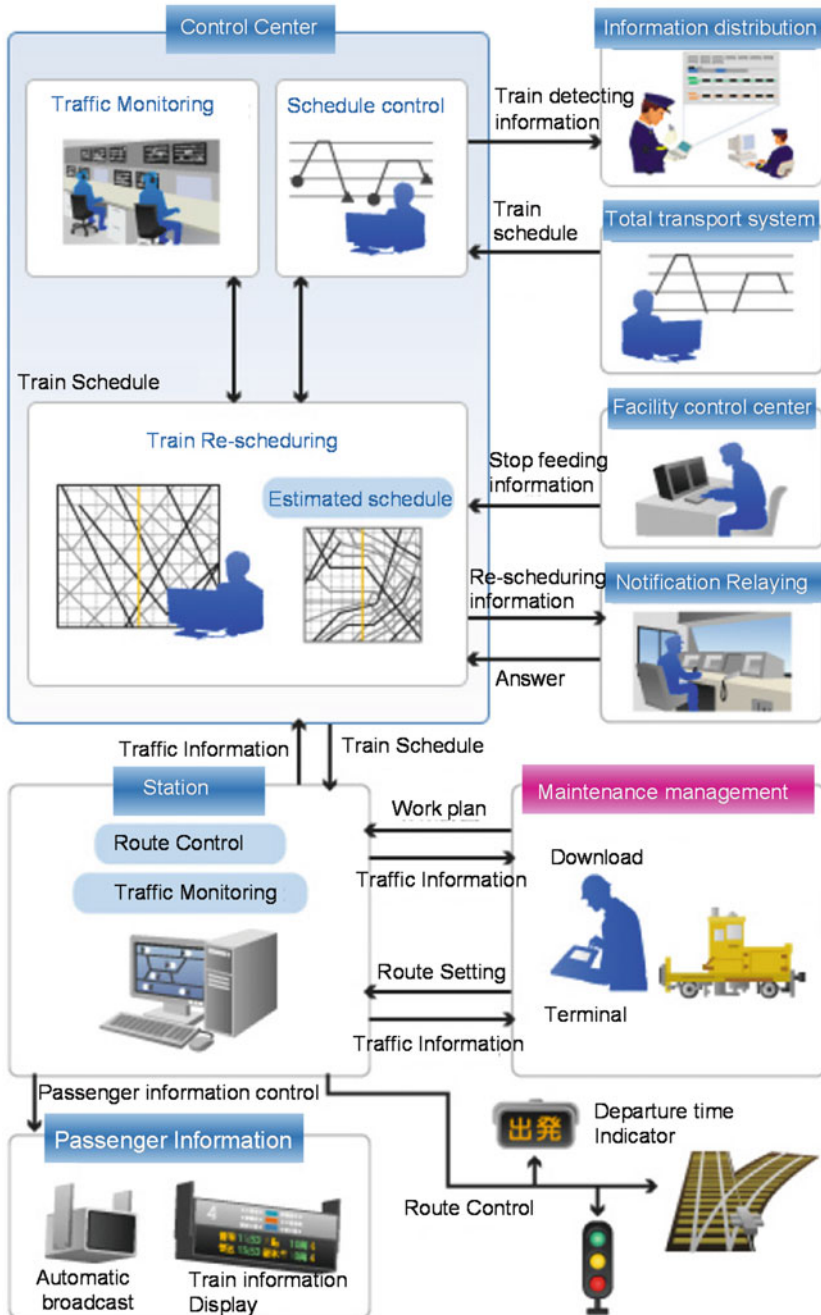 Control Center
Information distribution
Traffic Monitoring
Schedule control
Train detecting
information
Train
schedule
Total transport system
Train Schedule
Train Re-scheduring
Estimated schedule
Facility control center
Stop feeding
information
Re-scheduring
information
Notification Relaying
Answer
Traffic Information
Train Schedule
Station
Route Control
Traffic Monitoring
Work plan
Traffic Information
Maintenance management
Download
Route Setting
Traffic Information
Terminal
Passenger information control
Passenger Information
出発
Departure time
Indicator
Route Control
4
Automatic
broadcast
Train information
Display